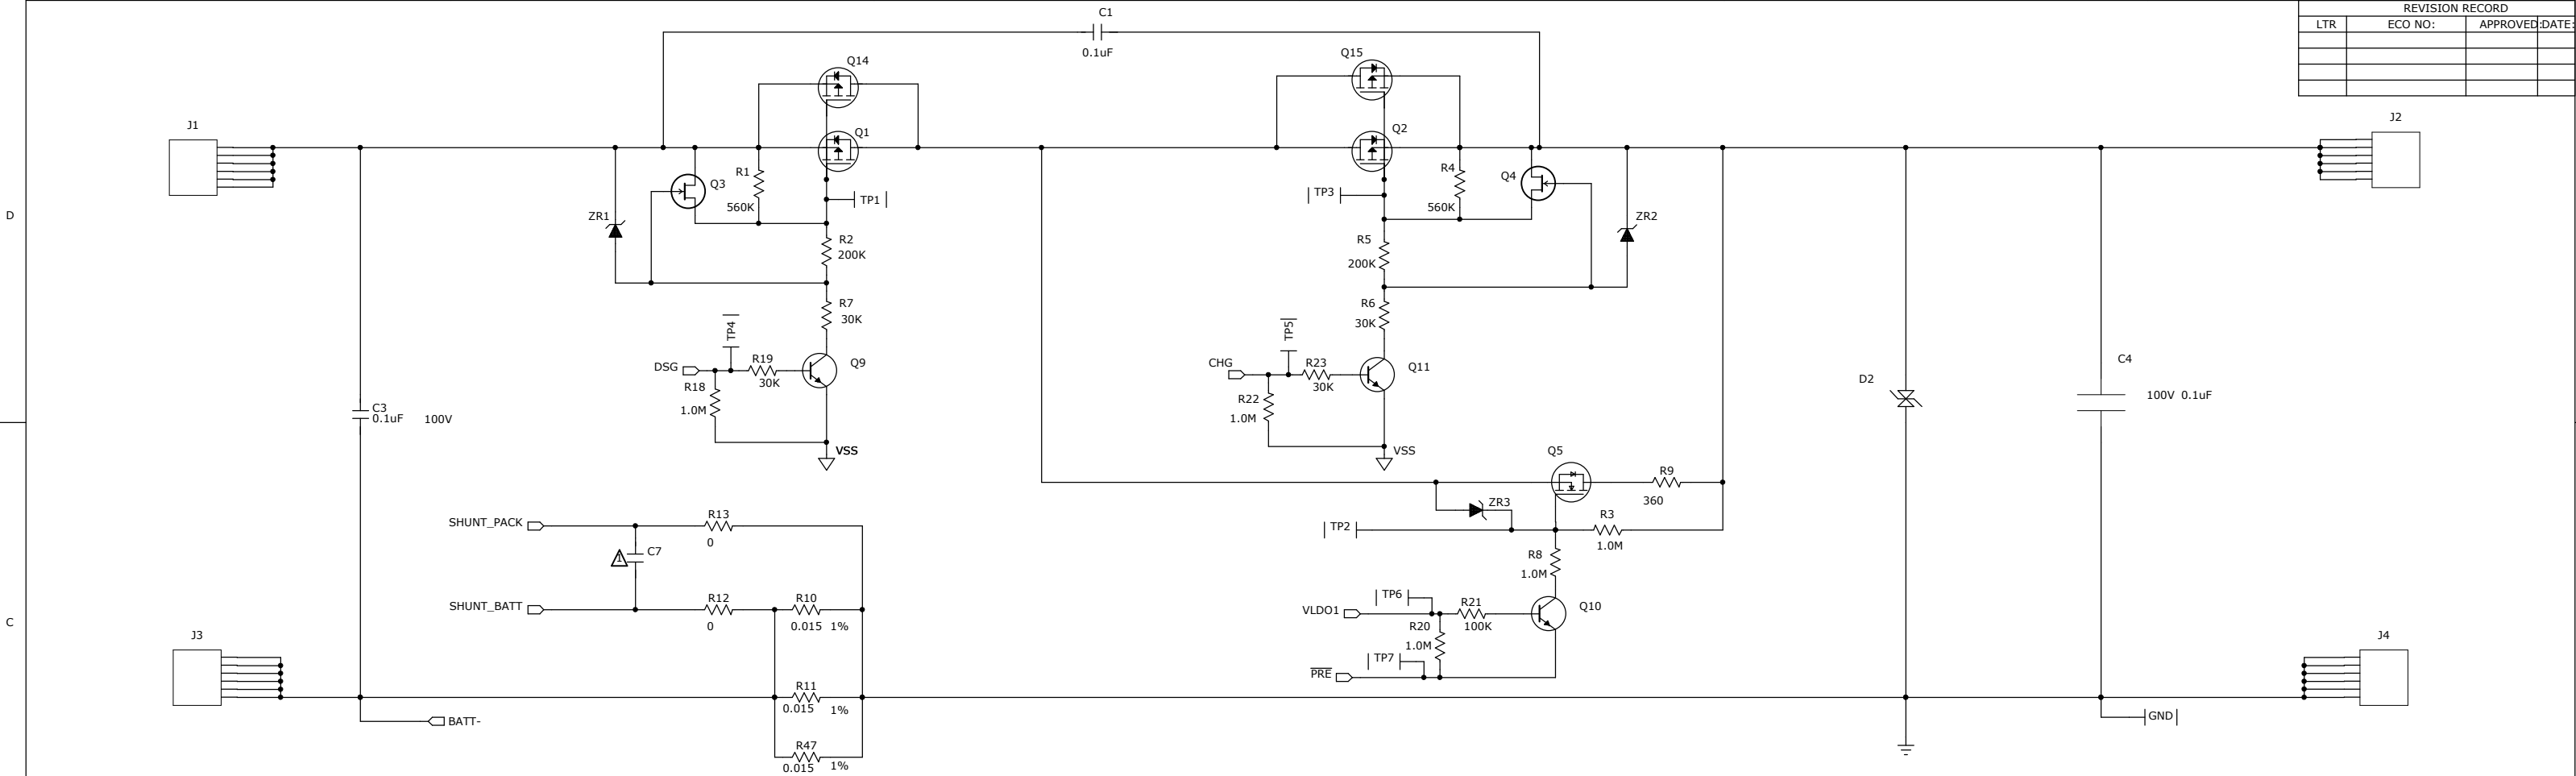 REVISION RECORD
LTR ECO NO: APPROVED: DATE:
C1
0.1uF
Q14
Q15
J1
Q1
Q2
J2
R1
560K
Q3
TP1
TP3
R4
560K
Q4
D
ZR1
ZR2
R2
200K
R5
200K
R7
30K
R6
30K
TP4
TP5
DSG
R19
30K
Q9
CHG
R23
30K
Q11
R18
1.0M
R22
1.0M
C3
0.1uF 100V
VSS
VSS
D2
C4
100V 0.1uF
Q5
R9
360
ZR3
SHUNT_PACK
R13
0
TP2
R3
1.0M
1
C7
R8
1.0M
SHUNT_BATT
R12
0
R10
0.015 1%
VLDO1
TP6
R21
100K
Q10
R20
1.0M
C
J3
J4
TP7
PRE
R11
0.015 1%
BATT-
GND
R47
0.015 1%